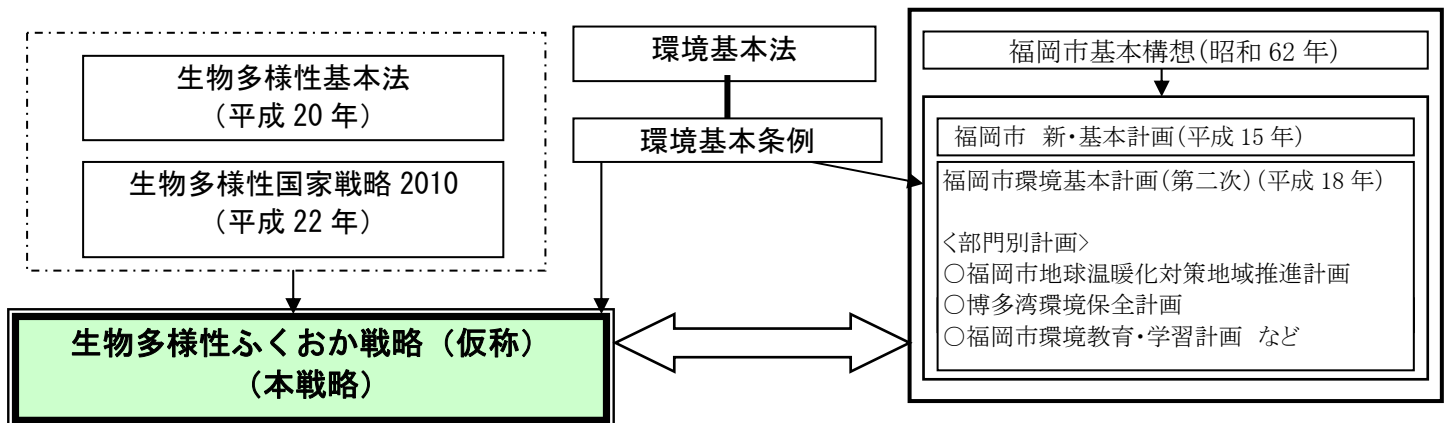 生物多様性基本法
（平成 20 年）
生物多様性国家戦略 2010
（平成 22 年）
生物多様性ふくおか戦略（仮称）
（本戦略）
環境基本法
環境基本条例
福岡市基本構想(昭和 62 年)
福岡市　新・基本計画(平成 15 年)
福岡市環境基本計画(第二次)(平成 18 年)
<部門別計画>
○福岡市地球温暖化対策地域推進計画
○博多湾環境保全計画
○福岡市環境教育・学習計画　など